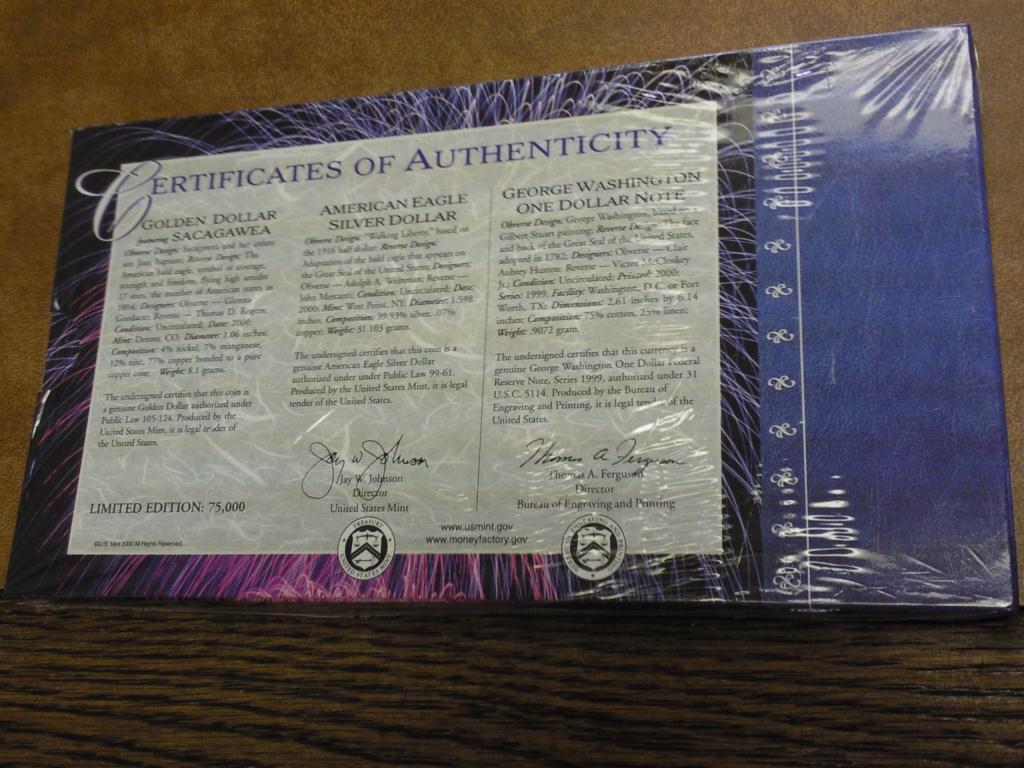 CERTIFICATES OF AUTHENTICITY
GOLDEN DOLLAR
featuring SACAGAWEA
Obverse Design: Sacagawea and her infant
son Jean Baptiste. Reverse Design: The
American bald eagle, symbol of courage,
strength and freedom, flying high amidst
17 stars, the number of American states in
1804; Designers: Obverse — Glenna
Goodacre; Reverse — Thomas D. Rogers;
Condition: Uncirculated; Date: 2000;
Mint: Denver, CO; Diameter: 1.06 inches;
Composition: 4% nickel, 7% manganese,
12% zinc, 77% copper bonded to a pure
copper core; Weight: 8.1 grams.
The undersigned certifies that this coin is
a genuine Golden Dollar authorized under
Public Law 105-124. Produced by the
United States Mint, it is legal tender of
the United States.
LIMITED EDITION: 75,000
©U.S. Mint 2000 All Rights Reserved.
AMERICAN EAGLE
SILVER DOLLAR
Obverse Design: "Walking Liberty," based on
the 1916 half dollar; Reverse Design:
Adaptation of the bald eagle that appears on
the Great Seal of the United States; Designers:
Obverse — Adolph A. Weinman; Reverse —
John Mercanti; Condition: Uncirculated; Date:
2000; Mint: West Point, NY; Diameter: 1.598
inches; Composition: 99.93% silver, .07%
copper; Weight: 31.103 grams.
The undersigned certifies that this coin is a
genuine American Eagle Silver Dollar
authorized under under Public Law 99-61.
Produced by the United States Mint, it is legal
tender of the United States.
Jay W Johnson
Jay W. Johnson
Director
United States Mint
GEORGE WASHINGTON
ONE DOLLAR NOTE
Obverse Design: George Washington, based on a
Gilbert Stuart painting; Reverse Design: The face
and back of the Great Seal of the United States,
adopted in 1782; Designers: Obverse — Clair
Aubrey Huston; Reverse — Victor McCloskey
Jr.; Condition: Uncirculated; Printed: 2000;
Series: 1999; Facility: Washington, D.C. or Fort
Worth, TX; Dimensions: 2.61 inches by 6.14
inches; Composition: 75% cotton, 25% linen;
Weight: .9072 gram.
The undersigned certifies that this currency is a
genuine George Washington One Dollar Federal
Reserve Note, Series 1999, authorized under 31
U.S.C. 5114. Produced by the Bureau of
Engraving and Printing, it is legal tender of the
United States.
Thomas A. Ferguson
Thomas A. Ferguson
Director
Bureau of Engraving and Printing
www.usmint.gov
www.moneyfactory.gov
TREASURY
UNITED STATES MINT
ENGRAVING AND